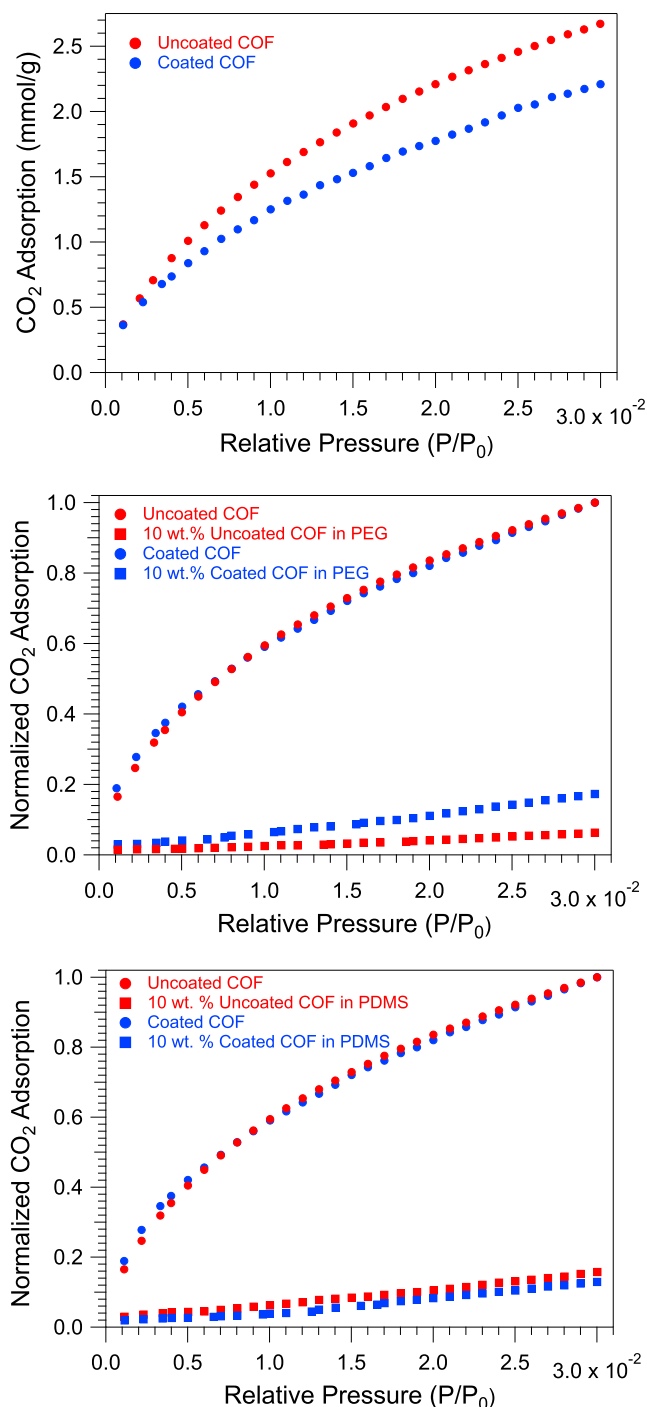 2.5
2.0
1.5
1.0
0.5
0.0
CO2 Adsorption (mmol/g)
Uncoated COF
Coated COF
0.0
0.5
1.0
1.5
2.0
2.5
3.0 x 10-2
Relative Pressure (P/P0)
1.0
0.8
0.6
0.4
0.2
0.0
Normalized CO2 Adsorption
Uncoated COF
10 wt.% Uncoated COF in PEG
Coated COF
10 wt.% Coated COF in PEG
0.0
0.5
1.0
1.5
2.0
2.5
3.0 x 10-2
Relative Pressure (P/P0)
1.0
0.8
0.6
0.4
0.2
0.0
Normalized CO2 Adsorption
Uncoated COF
10 wt. % Uncoated COF in PDMS
Coated COF
10 wt. % Coated COF in PDMS
0.0
0.5
1.0
1.5
2.0
2.5
3.0 x 10-2
Relative Pressure (P/P0)